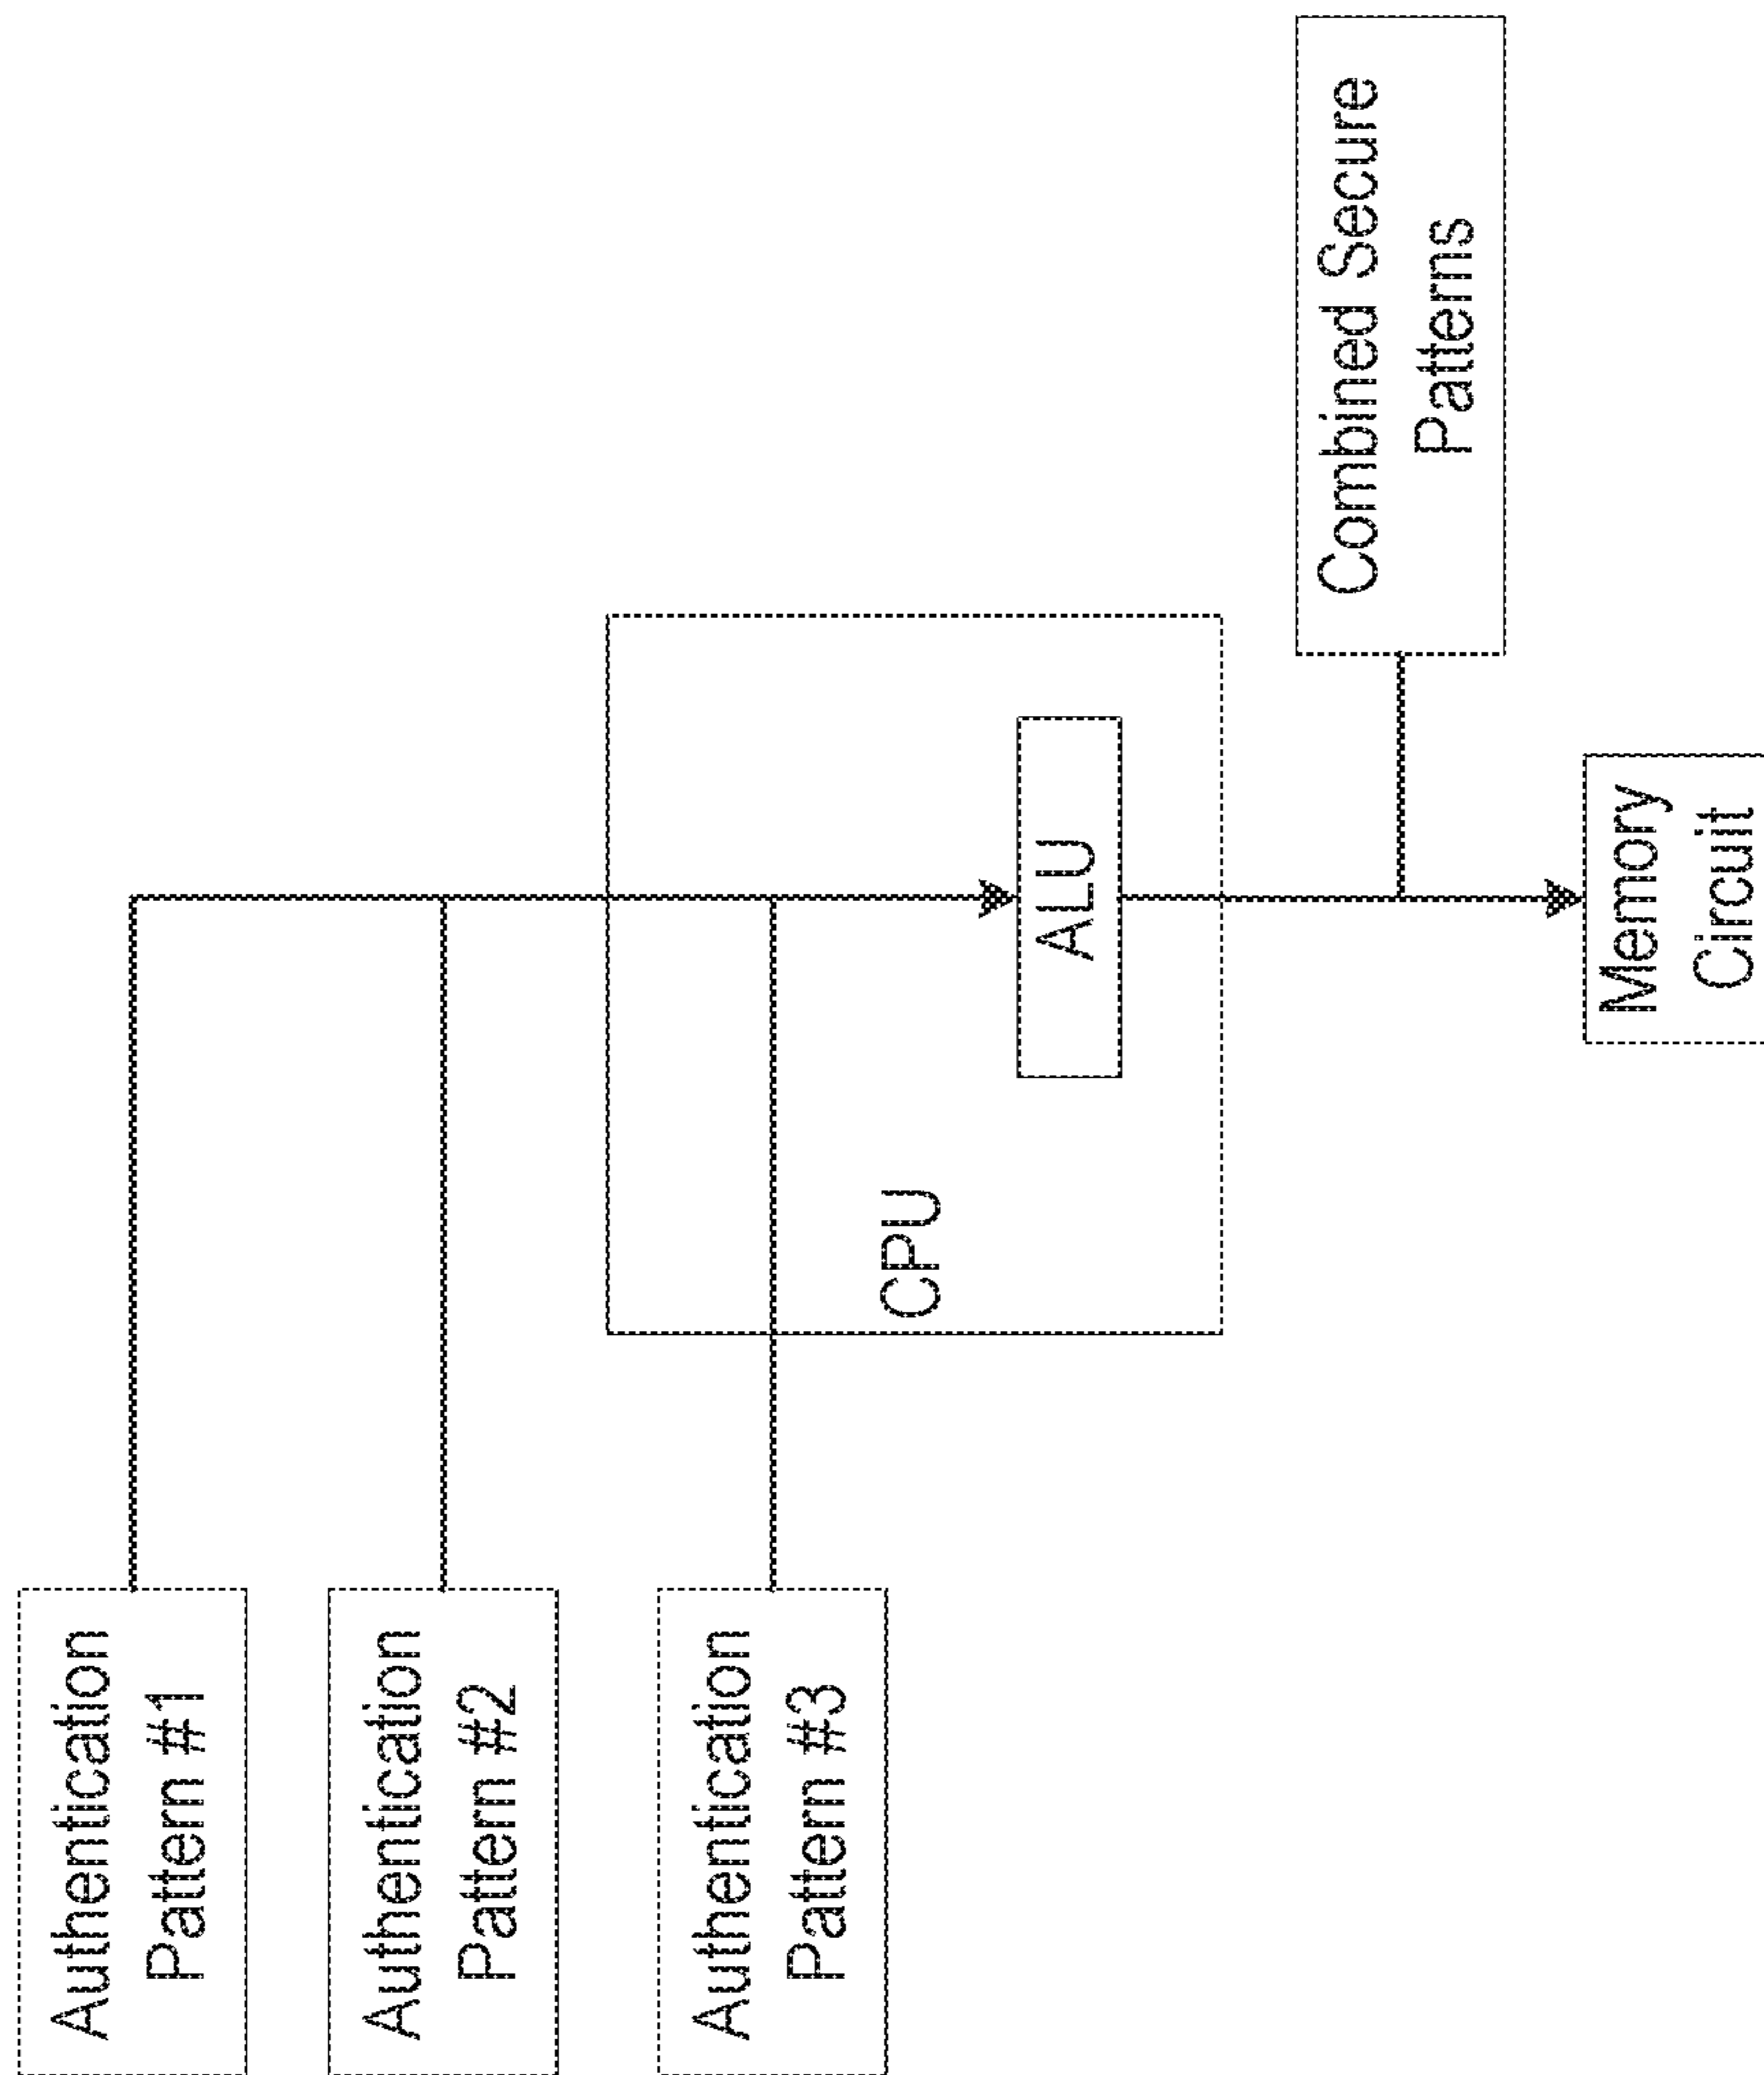 Authentication
Pattern #1
Authentication
Pattern #2
Authentication
Pattern #3
CPU
ALU
Combined Secure
Patterns
Memory
Circuit